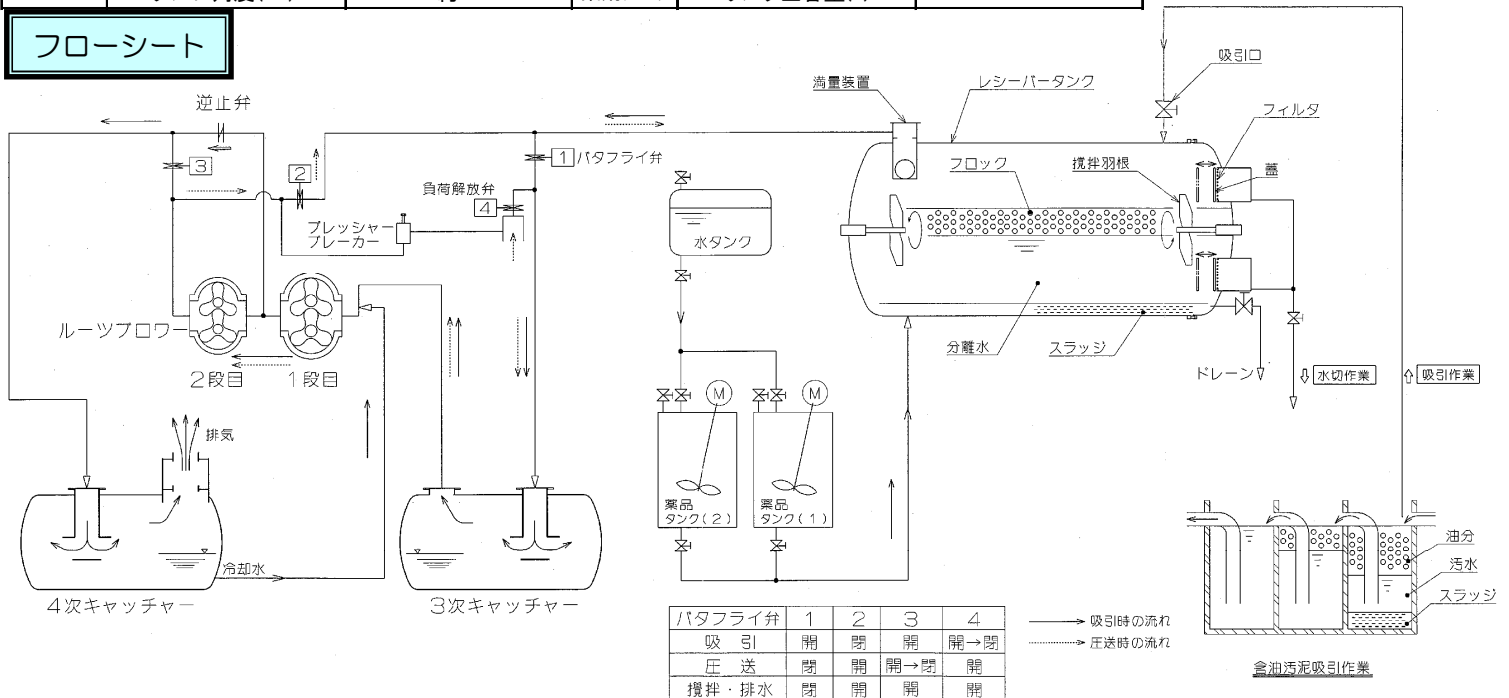 フローシート
逆止弁
3
2
1
バタフライ弁
負荷解放弁
4
プレッシャー
ブレーカー
ルーツブロワー
2段目
1段目
排気
冷却水
4次キャッチャー
3次キャッチャー
満量装置
レシーバータンク
吸引口
フィルタ
フロック
攪拌羽根
蓋
水タンク
分離水
スラッジ
ドレーン
水切作業
吸引作業
M
M
薬品
タンク(2)
薬品
タンク(1)
油分
汚水
スラッジ
含油汚泥吸引作業
バタフライ弁 1 2 3 4
吸 引 開 閉 開 開→閉
圧 送 閉 開 開→閉 開
攪拌・排水 閉 開 開 開
吸引時の流れ
圧送時の流れ